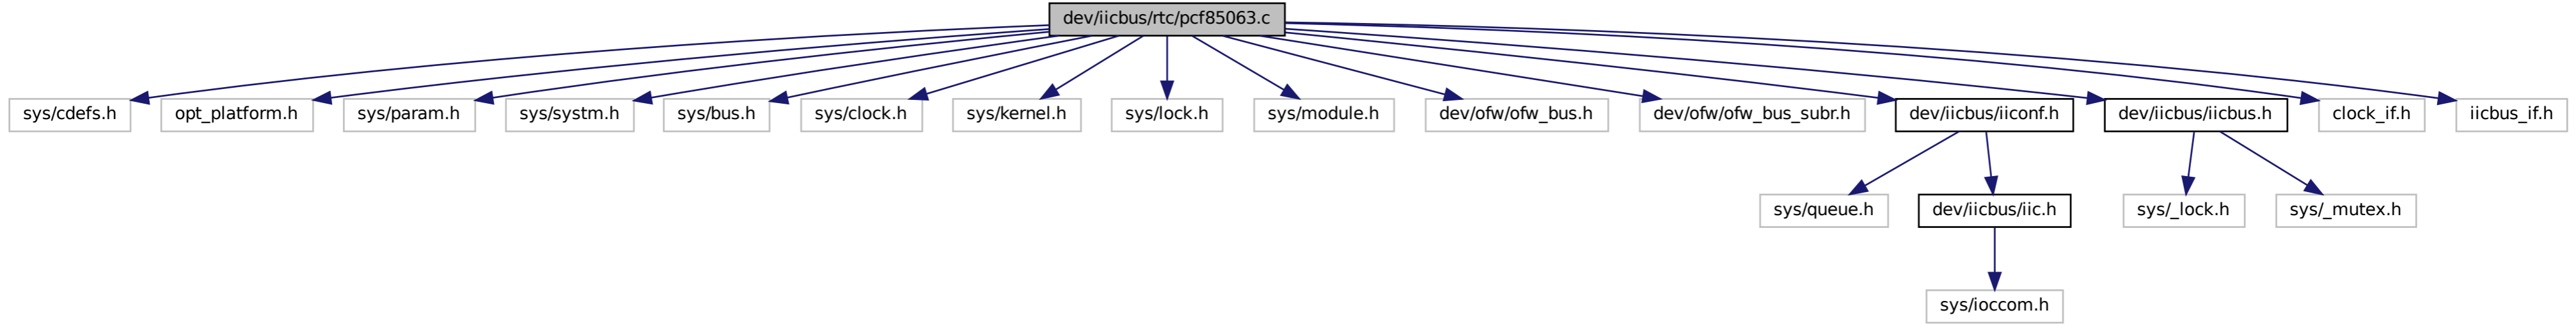 dev/iicbus/rtc/pcf85063.c
sys/cdefs.h
opt_platform.h
sys/param.h
sys/systm.h
sys/bus.h
sys/clock.h
sys/kernel.h
sys/lock.h
sys/module.h
dev/ofw/ofw_bus.h
dev/ofw/ofw_bus_subr.h
dev/iicbus/iiconf.h
dev/iicbus/iicbus.h
clock_if.h
iicbus_if.h
sys/queue.h
dev/iicbus/iic.h
sys/_lock.h
sys/_mutex.h
sys/ioccom.h